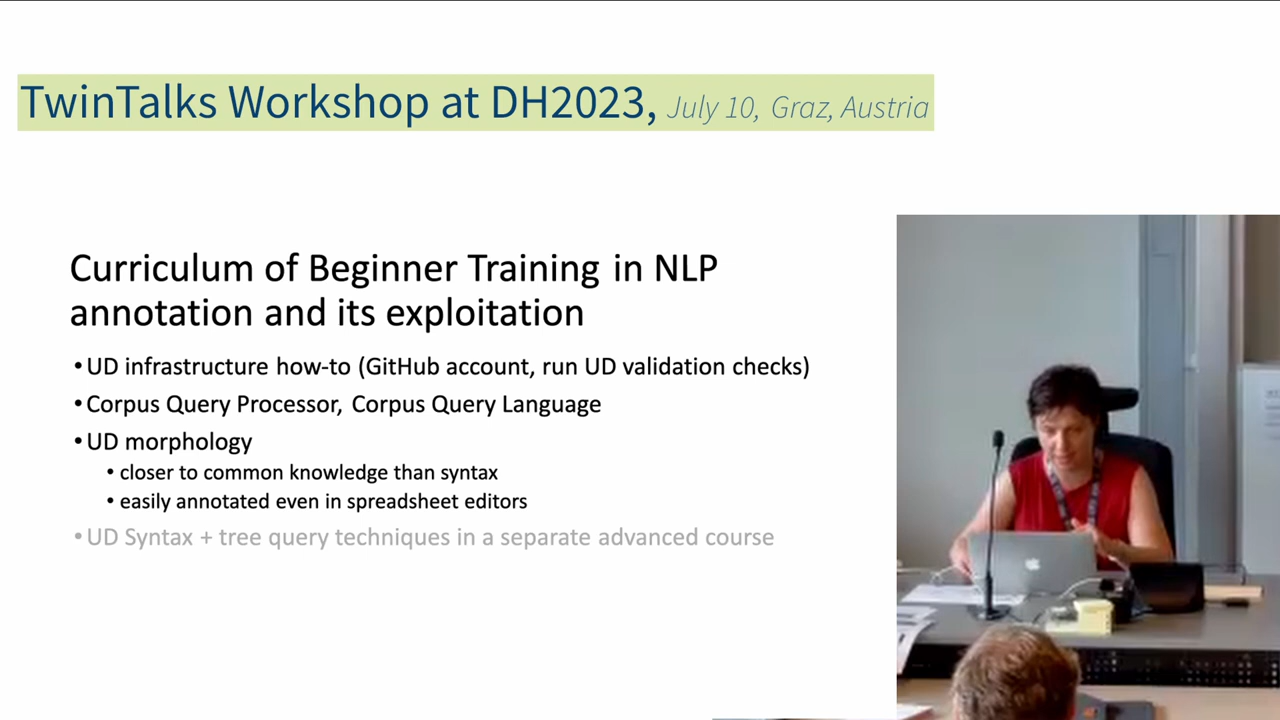 TwinTalks Workshop at DH2023, July 10, Graz, Austria
Curriculum of Beginner Training in NLP
annotation and its exploitation
•UD infrastructure how-to (GitHub account, run UD validation checks)
•Corpus Query Processor, Corpus Query Language
•UD morphology
• closer to common knowledge than syntax
• easily annotated even in spreadsheet editors
•UD Syntax + tree query techniques in a separate advanced course